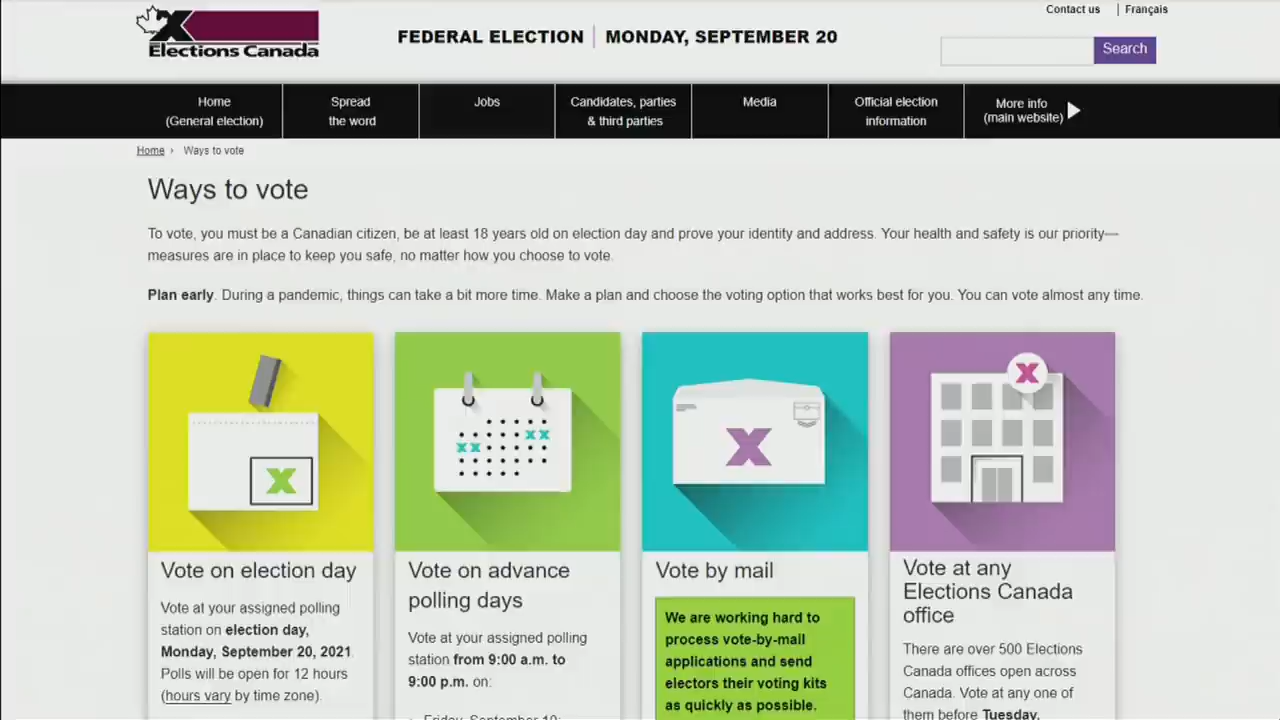 Contact us | Français
Elections Canada
FEDERAL ELECTION | MONDAY, SEPTEMBER 20
Search
Home
(General election)
Spread
the word
Jobs
Candidates, parties
& third parties
Media
Official election
information
More info
(main website)
Home › Ways to vote
Ways to vote
To vote, you must be a Canadian citizen, be at least 18 years old on election day and prove your identity and address. Your health and safety is our priority—
measures are in place to keep you safe, no matter how you choose to vote.
Plan early. During a pandemic, things can take a bit more time. Make a plan and choose the voting option that works best for you. You can vote almost any time.
Vote on election day
Vote at your assigned polling
station on election day,
Monday, September 20, 2021.
Polls will be open for 12 hours
(hours vary by time zone).
Vote on advance
polling days
Vote at your assigned polling
station from 9:00 a.m. to
9:00 p.m. on:
Friday, September 10;
Vote by mail
We are working hard to
process vote-by-mail
applications and send
electors their voting kits
as quickly as possible.
Vote at any
Elections Canada
office
There are over 500 Elections
Canada offices open across
Canada. Vote at any one of
them before Tuesday,